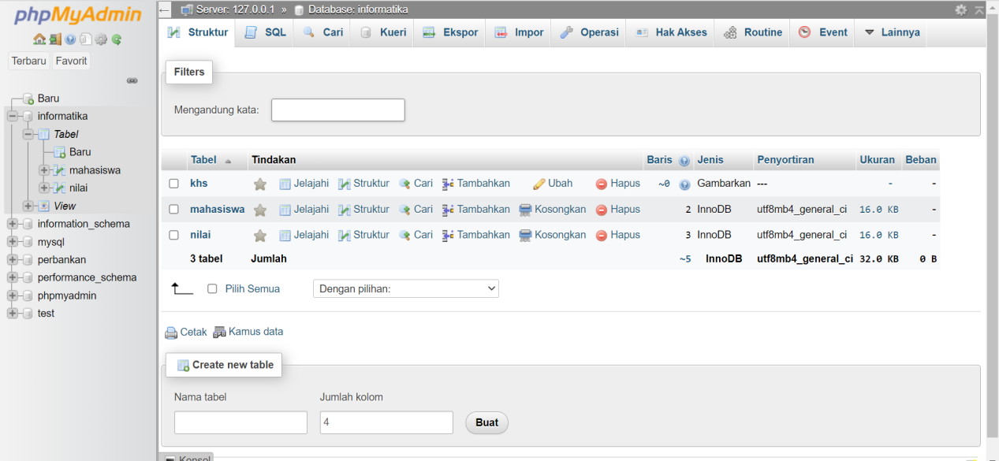 phpMyAdmin
Server: 127.0.0.1 » Database: informatika
Struktur SQL Cari Kueri Ekspor Impor Operasi Hak Akses Routine Event Lainnya
Terbaru Favorit
Baru
informatika
Tabel
Baru
mahasiswa
nilai
View
information_schema
mysql
perbankan
performance_schema
phpmyadmin
test
Filters
Mengandung kata:
Tabel Tindakan Baris Jenis Penyortiran Ukuran Beban
khs Jelajahi Struktur Cari Tambahkan Ubah Hapus ~0 Gambarkan --- - -
mahasiswa Jelajahi Struktur Cari Tambahkan Kosongkan Hapus 2 InnoDB utf8mb4_general_ci 16.0 KB -
nilai Jelajahi Struktur Cari Tambahkan Kosongkan Hapus 3 InnoDB utf8mb4_general_ci 16.0 KB -
3 tabel Jumlah ~5 InnoDB utf8mb4_general_ci 32.0 KB 0 B
Pilih Semua Dengan pilihan:
Cetak Kamus data
Create new table
Nama tabel Jumlah kolom
4 Buat
Konsol